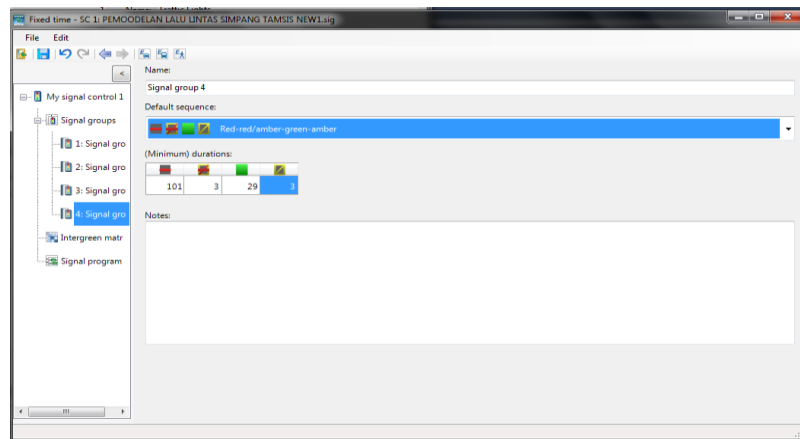 Fixed time - SC 1: PEMOODELAN LALU LINTAS SIMPANG TAMSIS NEW1.sig
File Edit
<
Name:
Signal group 4
My signal control 1
Default sequence:
Signal groups
Red-red/amber-green-amber
1: Signal gro
(Minimum) durations:
2: Signal gro
101 3 29 3
3: Signal gro
4: Signal gro
Notes:
Intergreen matr
Signal program